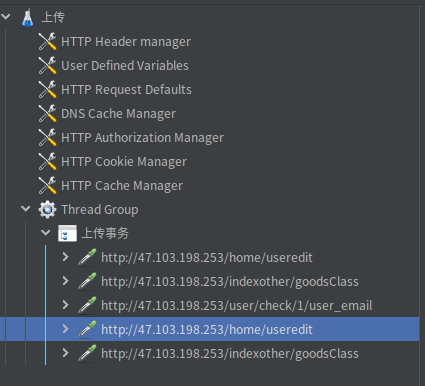 上传
HTTP Header manager
User Defined Variables
HTTP Request Defaults
DNS Cache Manager
HTTP Authorization Manager
HTTP Cookie Manager
HTTP Cache Manager
Thread Group
上传事务
http://47.103.198.253/home/useredit
http://47.103.198.253/indexother/goodsClass
http://47.103.198.253/user/check/1/user_email
http://47.103.198.253/home/useredit
http://47.103.198.253/indexother/goodsClass